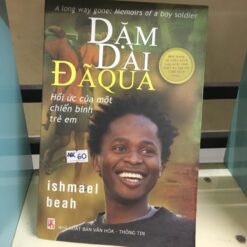 A long way gone: Memoirs of a boy soldier
DẶM
DÀI
ĐÃ QUA
Hồi ức của một
chiến binh
trẻ em
60
ishmael
beah
NHÀ XUẤT BẢN VĂN HÓA - THÔNG TIN